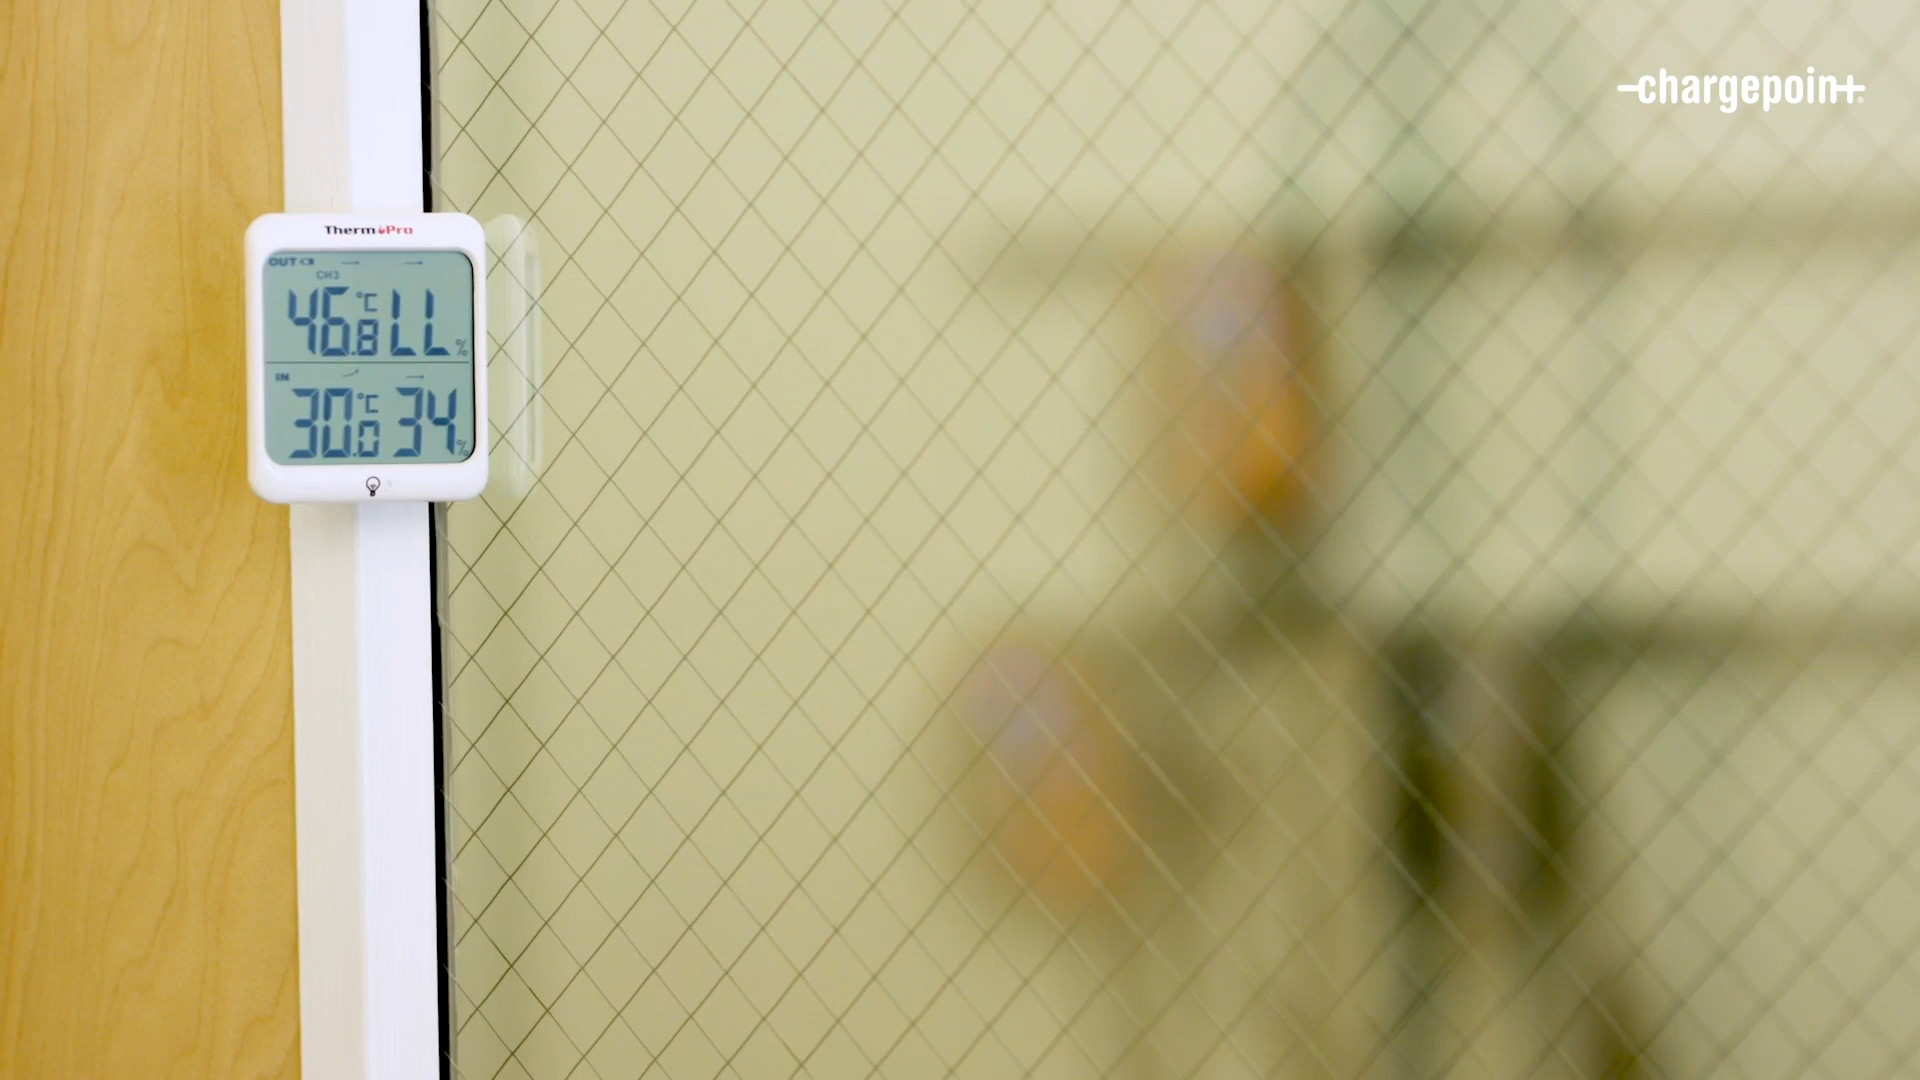 -chargepoin+
ThermoPro
OUT
CH3
46.8 °C LL %
IN
30.0 °C 34 %